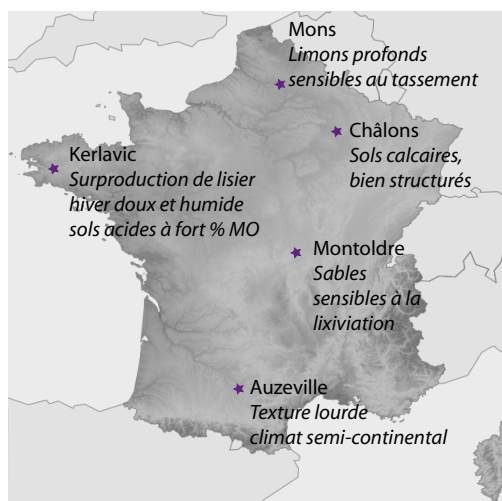 Mons
Limons profonds
sensibles au tassement
Châlons
Sols calcaires,
bien structurés
Kerlavic
Surproduction de lisier
hiver doux et humide
sols acides à fort % MO
Montoldre
Sables
sensibles à la
lixiviation
Auzeville
Texture lourde
climat semi-continental